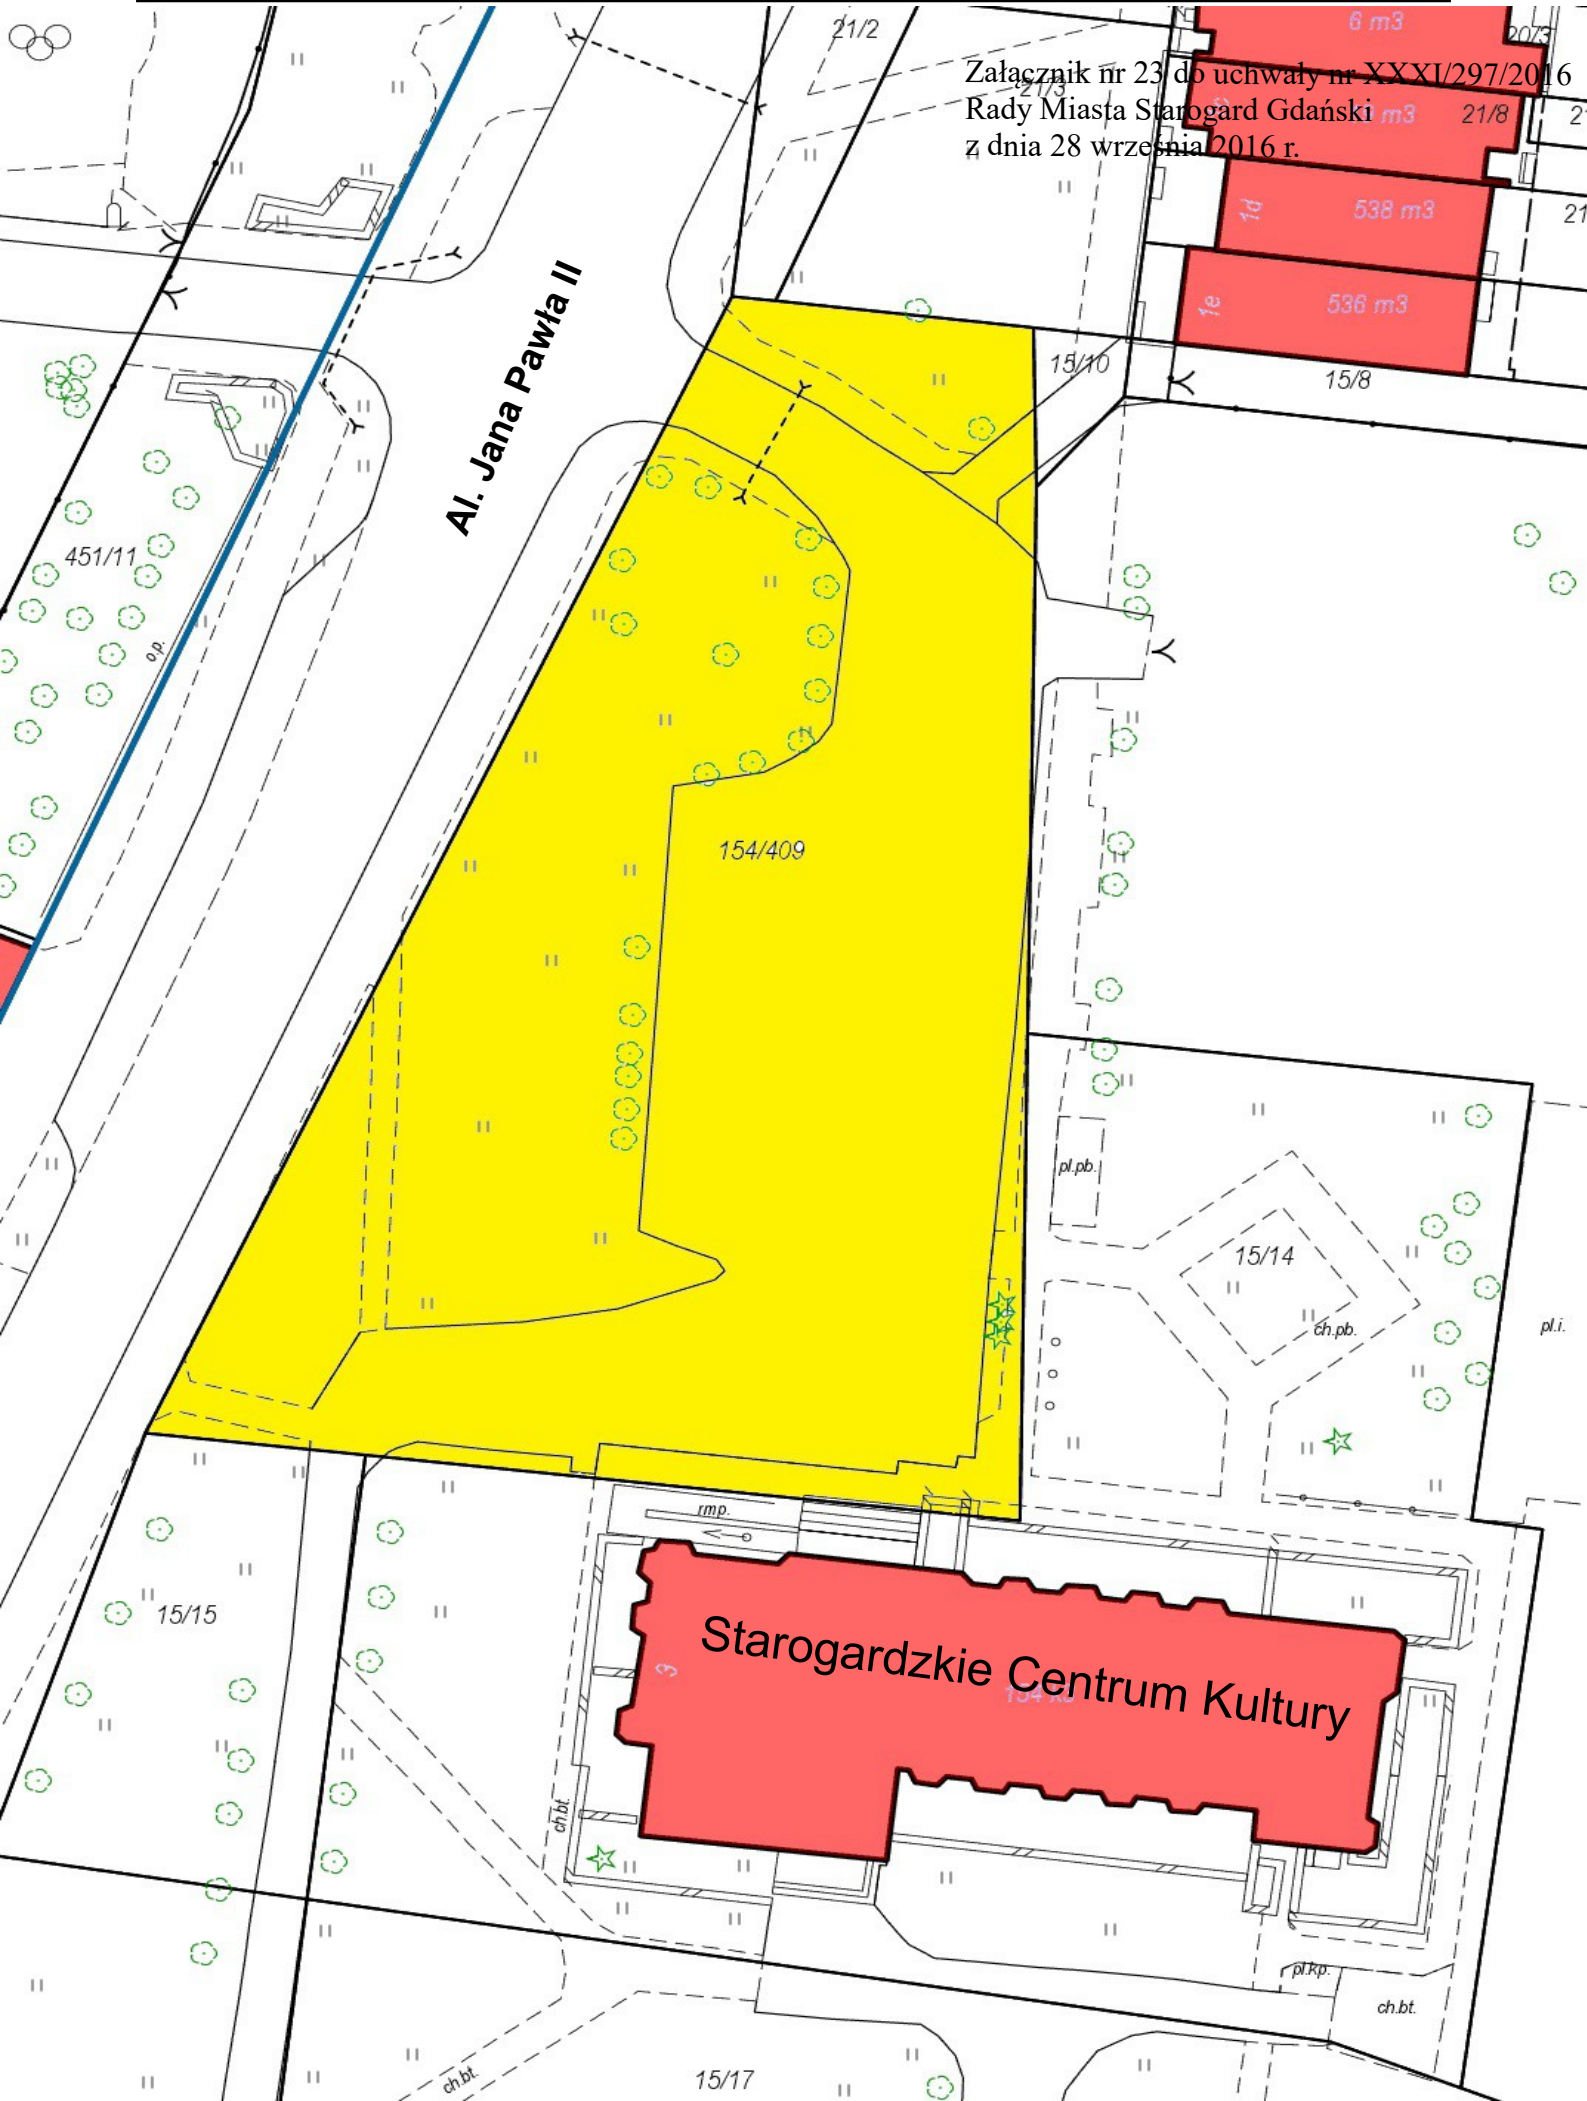 6 m3
20/3
21/2
Załącznik nr 23 do uchwały nr XXXI/297/2016
21/3
Rady Miasta Starogard Gdański
m3
21/8
z dnia 28 września 2016 r.
1d
538 m3
21
1e
536 m3
Al. Jana Pawła II
15/10
15/8
451/11
o.p.
154/409
pl.pb.
15/14
ch.pb.
pl.i.
rmp.
15/15
3
Starogardzkie Centrum Kultury
ch.bt.
pl.kp.
ch.bt.
15/17
ch.bt.